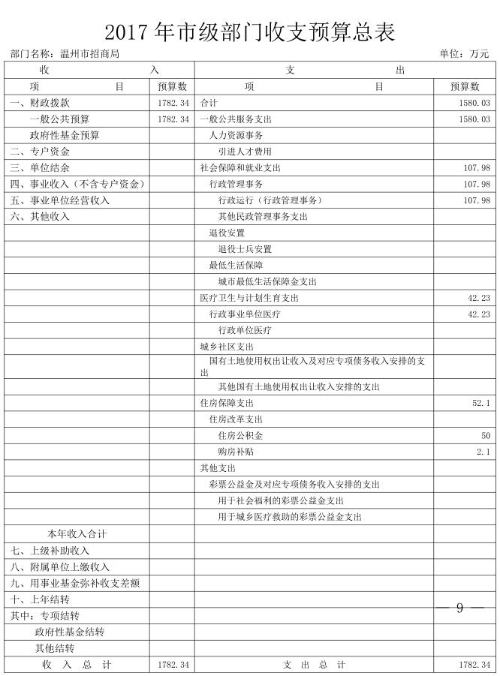 2017 年市级部门收支预算总表
部门名称：温州市招商局 单位：万元
收 入 支 出
项 目 预算数 项 目 预算数
一、财政拨款 1782.34 合计 1580.03
一般公共预算 1782.34 一般公共服务支出 1580.03
政府性基金预算 人力资源事务
二、专户资金 引进人才费用
三、单位结余 社会保障和就业支出 107.98
四、事业收入（不含专户资金） 行政管理事务 107.98
五、事业单位经营收入 行政运行（行政管理事务） 107.98
六、其他收入 其他民政管理事务支出
退役安置
退役士兵安置
最低生活保障
城市最低生活保障金支出
医疗卫生与计划生育支出 42.23
行政事业单位医疗 42.23
行政单位医疗
城乡社区支出
国有土地使用权出让收入及对应专项债务收入安排的支
出
其他国有土地使用权出让收入安排的支出
住房保障支出 52.1
住房改革支出
住房公积金 50
购房补贴 2.1
其他支出
彩票公益金及对应专项债务收入安排的支出
用于社会福利的彩票公益金支出
用于城乡医疗救助的彩票公益金支出
本年收入合计
七、上级补助收入
八、附属单位上缴收入
九、用事业基金弥补收支差额
十、上年结转
其中：专项结转
— 9 —
政府性基金结转
其他结转
收 入 总 计 1782.34 支 出 总 计 1782.34